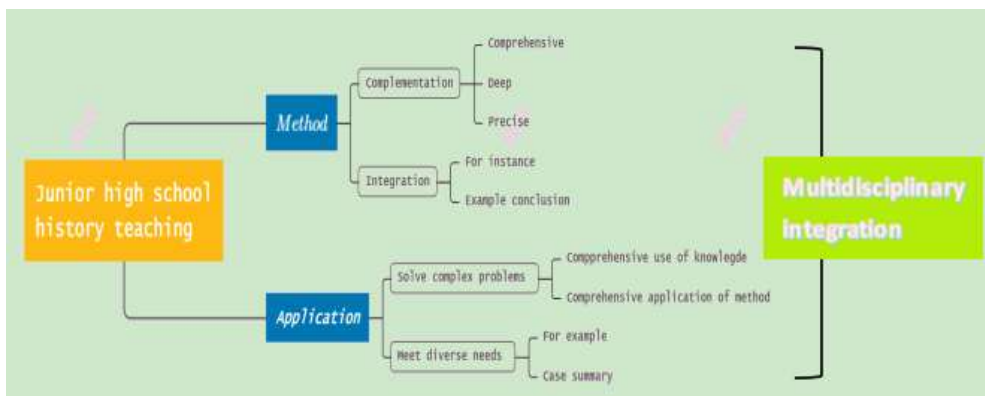 Junior high school
history teaching
Method
Complementation
Comprehensive
Deep
Precise
Integration
For instance
Example conclusion
Application
Solve complex problems
Compprehensive use of knowlegde
Comprehensive application of method
Meet diverse needs
For example
Case summary
Multidisciplinary
integration